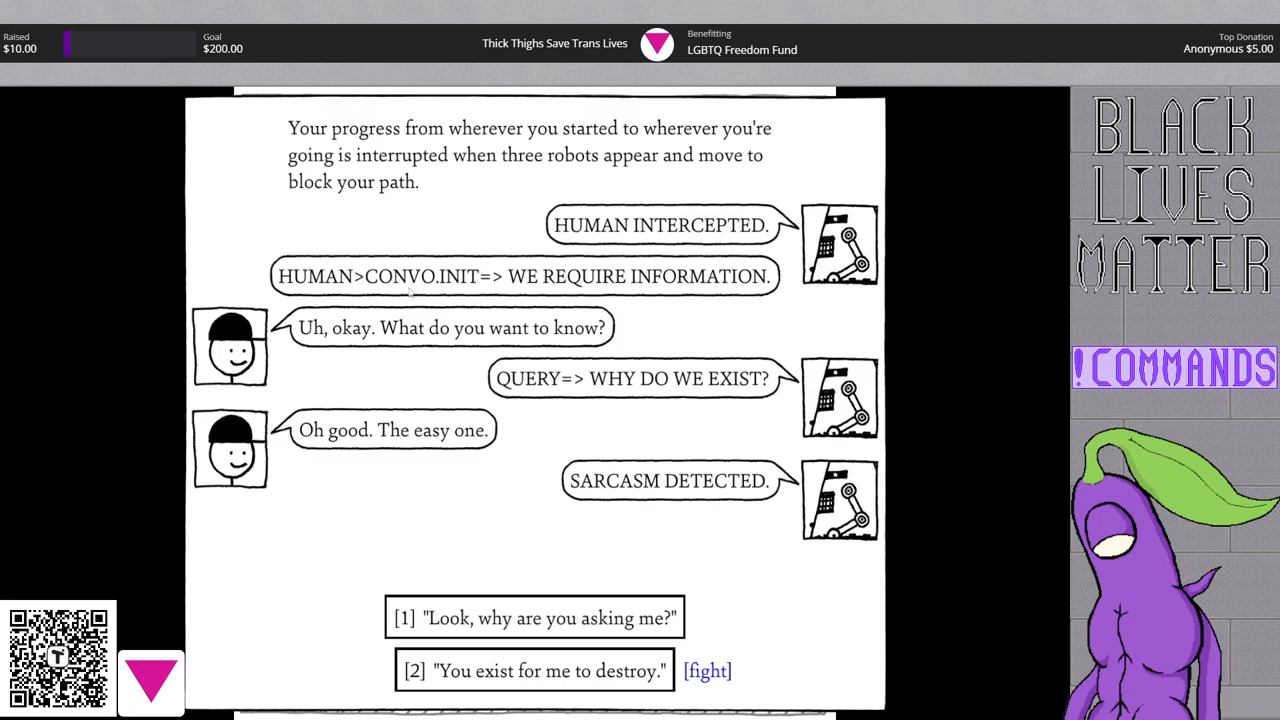 Raised
$10.00
Goal
$200.00
Thick Thighs Save Trans Lives
Benefitting
LGBTQ Freedom Fund
Top Donation
Anonymous $5.00
Your progress from wherever you started to wherever you're
going is interrupted when three robots appear and move to
block your path.
HUMAN INTERCEPTED.
HUMAN>CONVO.INIT=> WE REQUIRE INFORMATION.
Uh, okay. What do you want to know?
QUERY=> WHY DO WE EXIST?
Oh good. The easy one.
SARCASM DETECTED.
[1] "Look, why are you asking me?"
[2] "You exist for me to destroy." [fight]
BLACK
LIVES
MATTER
!COMMANDS
T